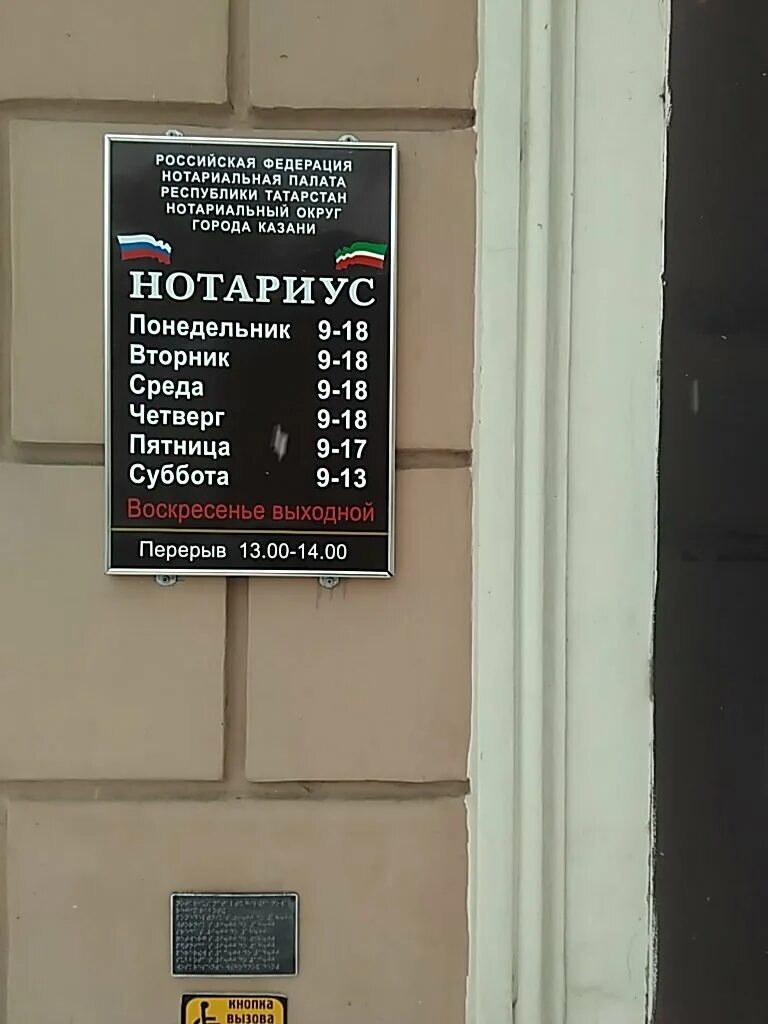 РОССИЙСКАЯ ФЕДЕРАЦИЯ
НОТАРИАЛЬНАЯ ПАЛАТА
РЕСПУБЛИКИ ТАТАРСТАН
НОТАРИАЛЬНЫЙ ОКРУГ
ГОРОДА КАЗАНИ
НОТАРИУС
Понедельник 9-18
Вторник 9-18
Среда 9-18
Четверг 9-18
Пятница 9-17
Суббота 9-13
Воскресенье выходной
Перерыв 13.00-14.00
КНОПКА
ВЫЗОВА